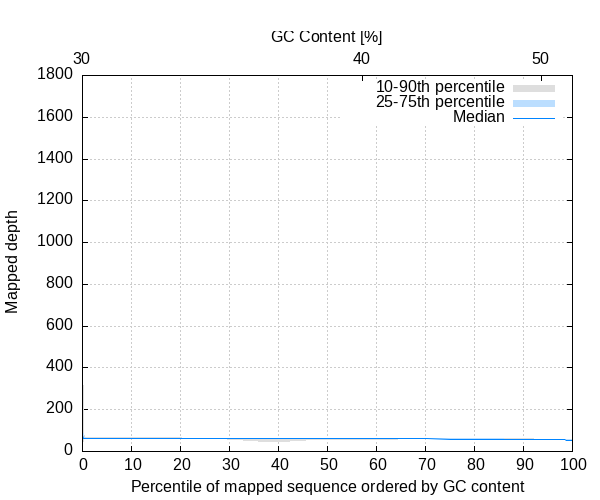 GC Content [%]
30 40 50
1800
1600
1400
1200
1000
800
600
400
200
0
10-90th percentile
25-75th percentile
Median
Mapped depth
0 10 20 30 40 50 60 70 80 90 100
Percentile of mapped sequence ordered by GC content